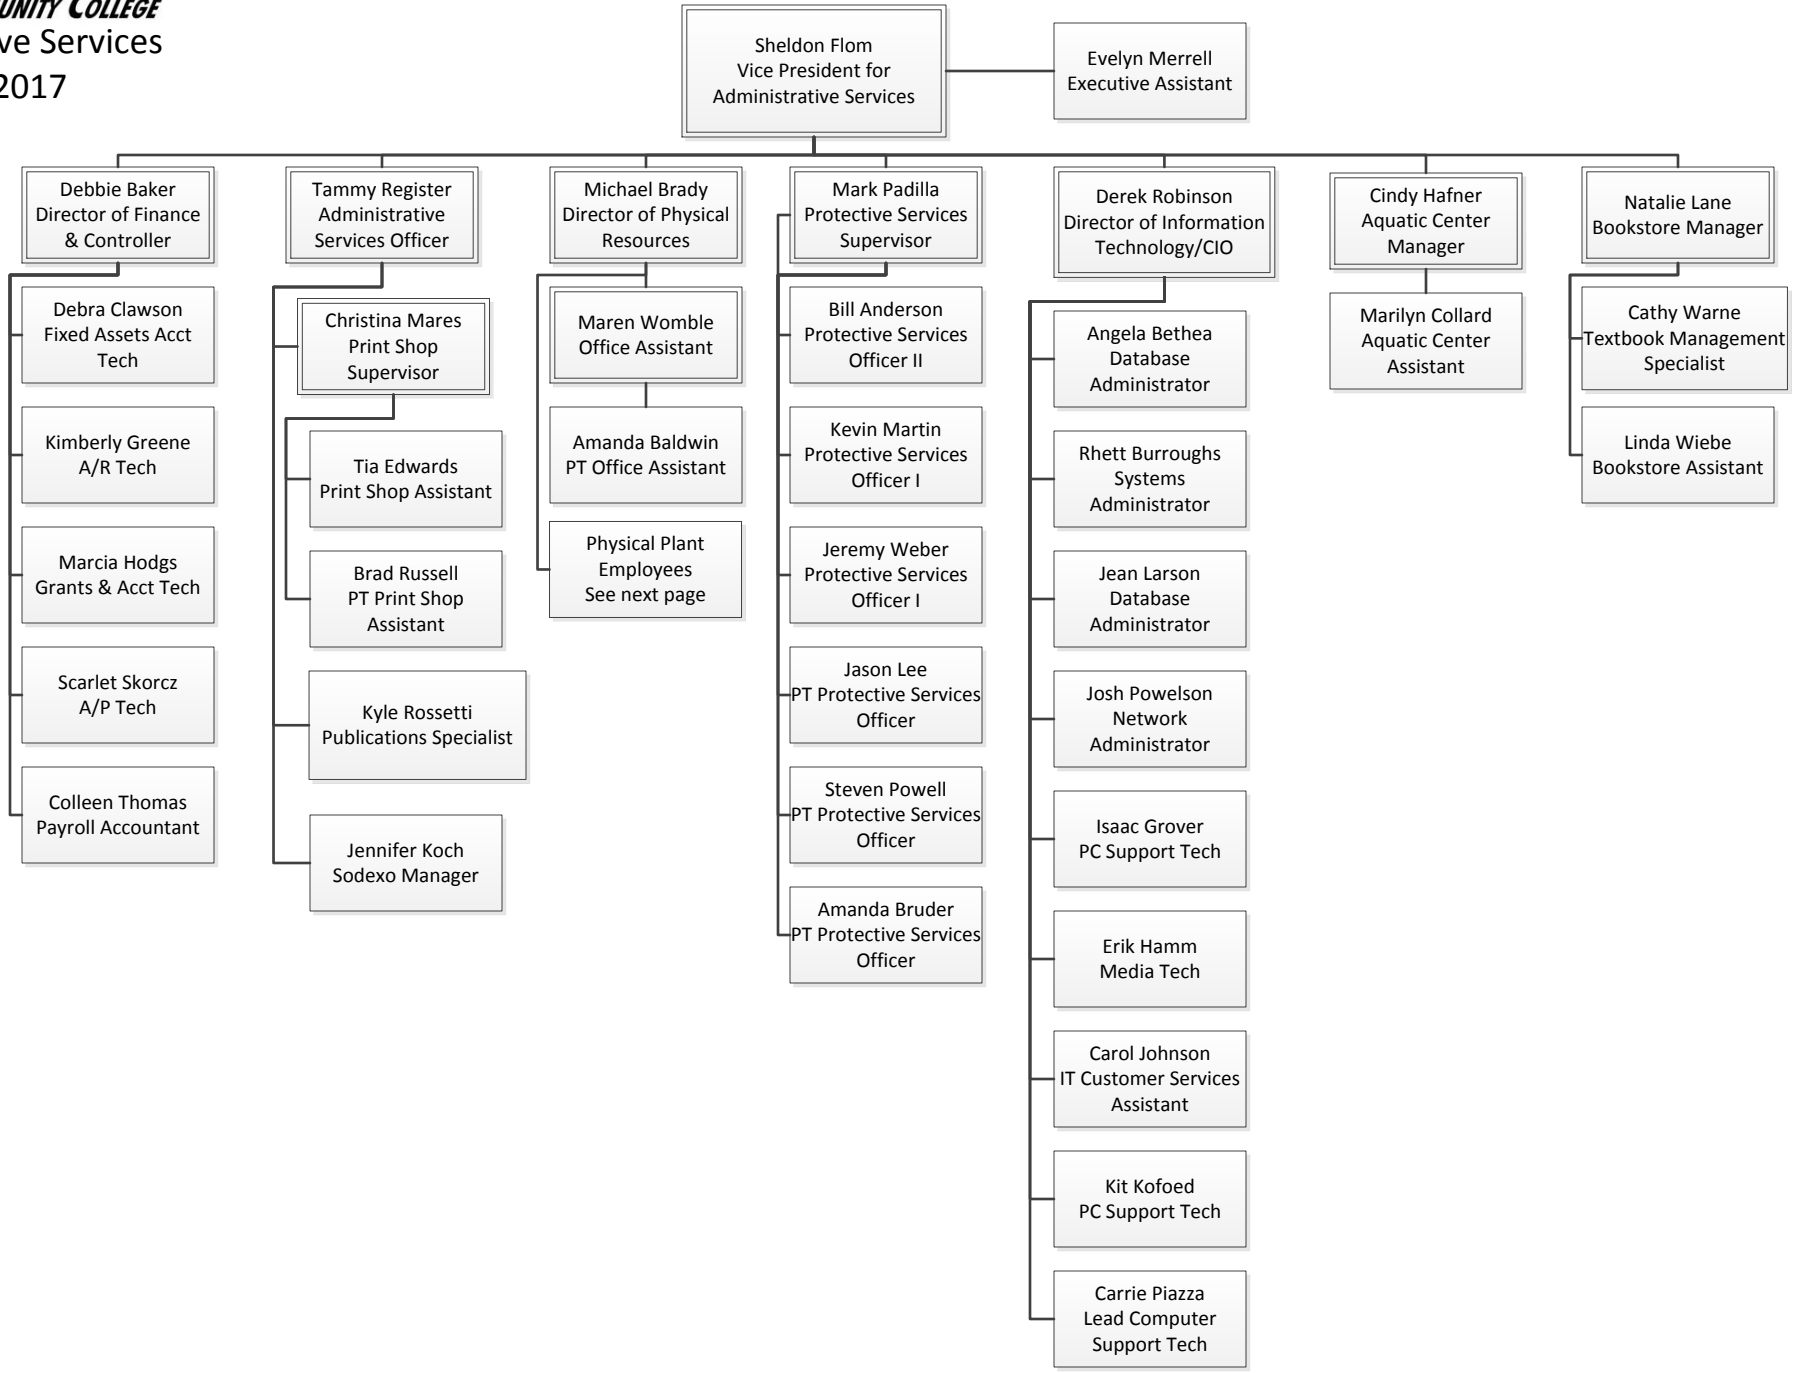 COLLEGE
Services
2017
Sheldon Flom
Vice President for
Administrative Services
Evelyn Merrell
Executive Assistant
Debbie Baker
Director of Finance
& Controller
Debra Clawson
Fixed Assets Acct
Tech
Kimberly Greene
A/R Tech
Marcia Hodgs
Grants & Acct Tech
Scarlet Skorcz
A/P Tech
Colleen Thomas
Payroll Accountant
Tammy Register
Administrative
Services Officer
Christina Mares
Print Shop
Supervisor
Tia Edwards
Print Shop Assistant
Brad Russell
PT Print Shop
Assistant
Kyle Rossetti
Publications Specialist
Jennifer Koch
Sodexo Manager
Michael Brady
Director of Physical
Resources
Maren Womble
Office Assistant
Amanda Baldwin
PT Office Assistant
Physical Plant
Employees
See next page
Mark Padilla
Protective Services
Supervisor
Bill Anderson
Protective Services
Officer II
Kevin Martin
Protective Services
Officer I
Jeremy Weber
Protective Services
Officer I
Jason Lee
PT Protective Services
Officer
Steven Powell
PT Protective Services
Officer
Amanda Bruder
PT Protective Services
Officer
Derek Robinson
Director of Information
Technology/CIO
Angela Bethea
Database
Administrator
Rhett Burroughs
Systems
Administrator
Jean Larson
Database
Administrator
Josh Powelson
Network
Administrator
Isaac Grover
PC Support Tech
Erik Hamm
Media Tech
Carol Johnson
IT Customer Services
Assistant
Kit Kofoed
PC Support Tech
Carrie Piazza
Lead Computer
Support Tech
Cindy Hafner
Aquatic Center
Manager
Marilyn Collard
Aquatic Center
Assistant
Natalie Lane
Bookstore Manager
Cathy Warne
Textbook Management
Specialist
Linda Wiebe
Bookstore Assistant